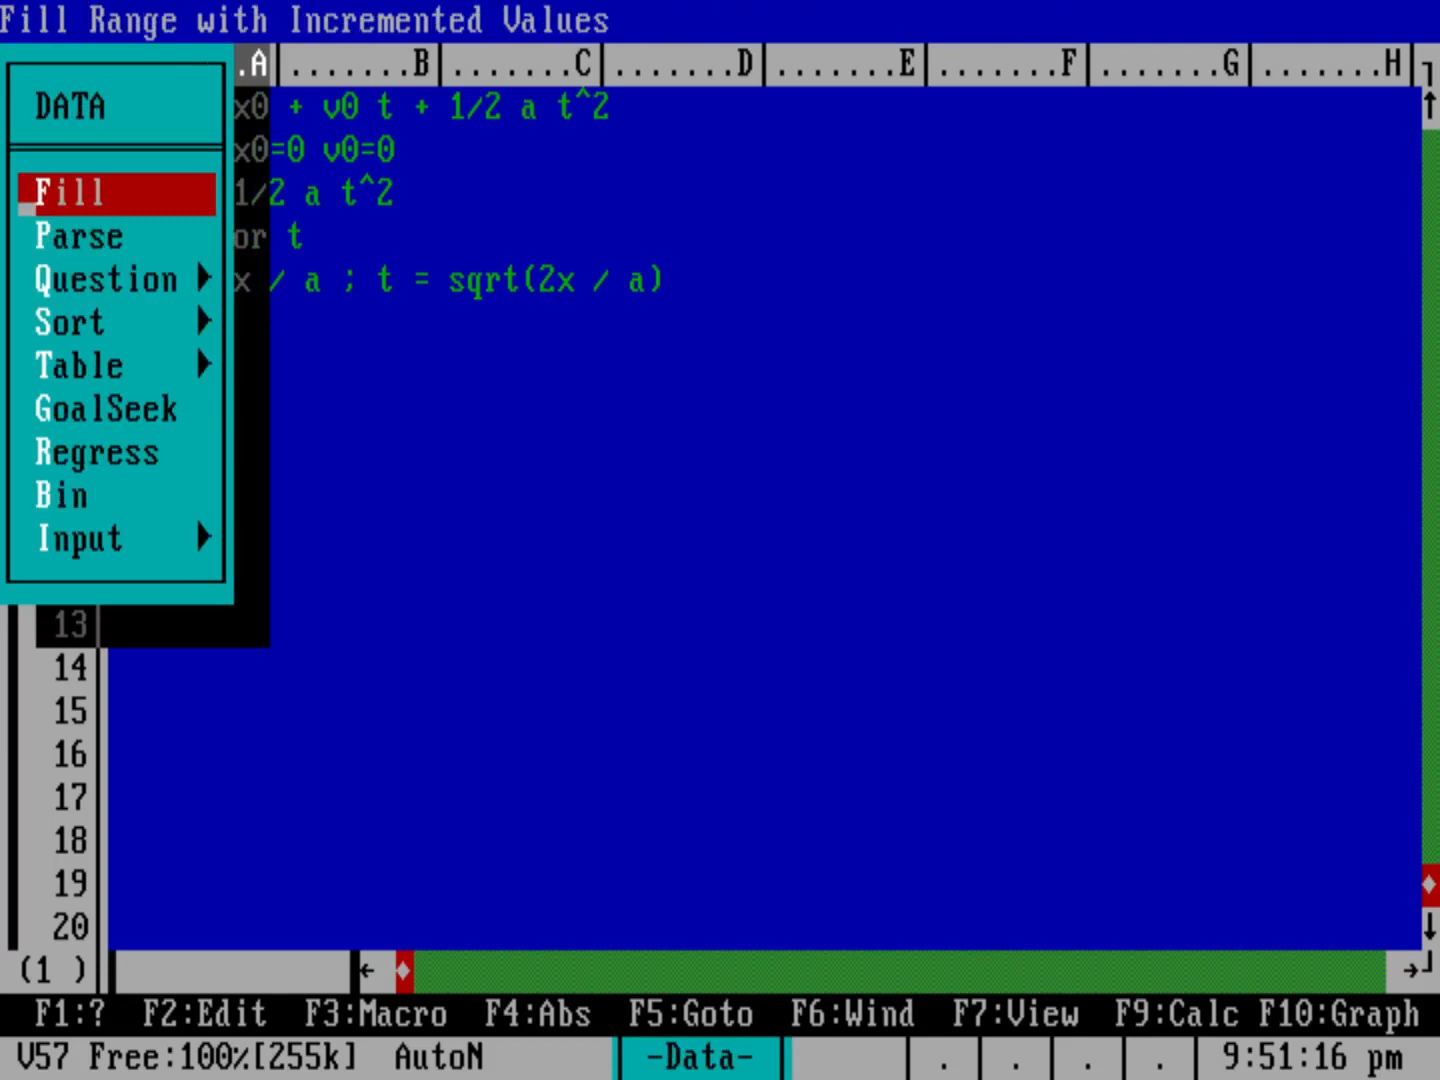 Fill Range with Incremented Values
.A .......B .......C .......D .......E .......F .......G .......H
DATA
x0 + v0 t + 1/2 a t^2
x0=0 v0=0
Fill 1/2 a t^2
Parse or t
Question x / a ; t = sqrt(2x / a)
Sort
Table
GoalSeek
Regress
Bin
Input
13
14
15
16
17
18
19
20
(1 )
F1:? F2:Edit F3:Macro F4:Abs F5:Goto F6:Wind F7:View F9:Calc F10:Graph
V57 Free:100%[255k] AutoN -Data- . . . . 9:51:16 pm